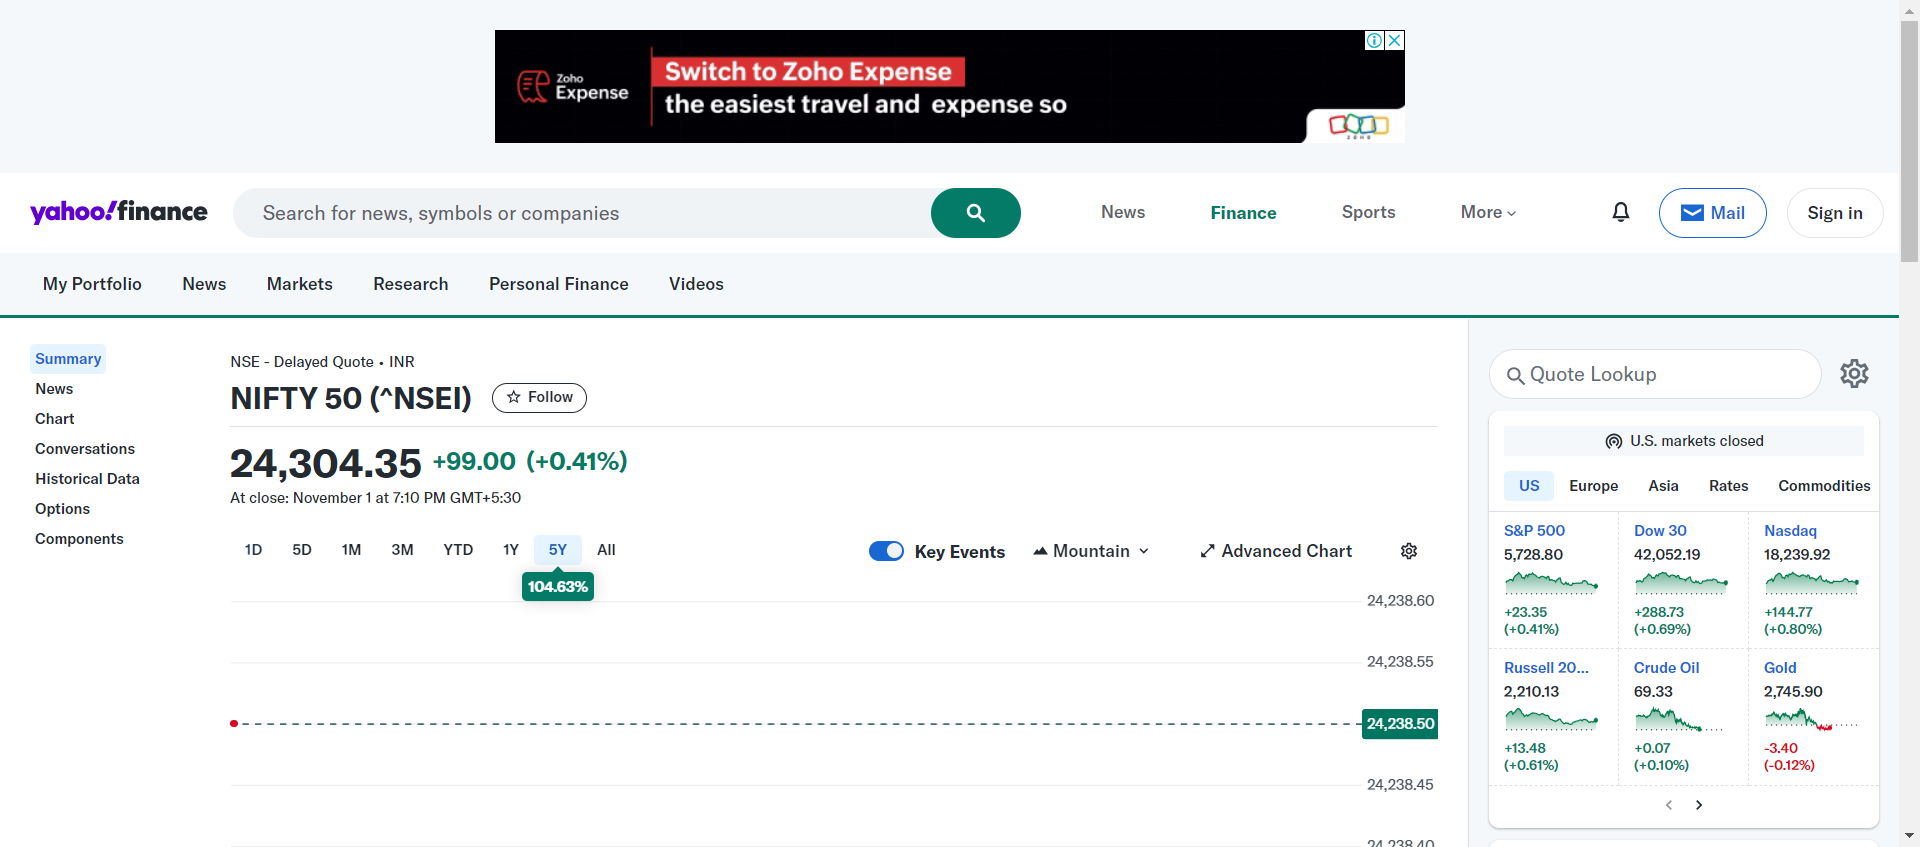 Zoho
Expense
Switch to Zoho Expense
the easiest travel and expense so
ZOHO
yahoo!finance
Search for news, symbols or companies
News
Finance
Sports
More
Mail
Sign in
My Portfolio
News
Markets
Research
Personal Finance
Videos
Summary
News
Chart
Conversations
Historical Data
Options
Components
NSE - Delayed Quote • INR
NIFTY 50 (^NSEI)
Follow
24,304.35 +99.00 (+0.41%)
At close: November 1 at 7:10 PM GMT+5:30
1D 5D 1M 3M YTD 1Y 5Y All
104.63%
Key Events
Mountain
Advanced Chart
24,238.60
24,238.55
24,238.50
24,238.45
24,238.40
Quote Lookup
U.S. markets closed
US Europe Asia Rates Commodities
S&P 500
5,728.80
+23.35
(+0.41%)
Dow 30
42,052.19
+288.73
(+0.69%)
Nasdaq
18,239.92
+144.77
(+0.80%)
Russell 20...
2,210.13
+13.48
(+0.61%)
Crude Oil
69.33
+0.07
(+0.10%)
Gold
2,745.90
-3.40
(-0.12%)